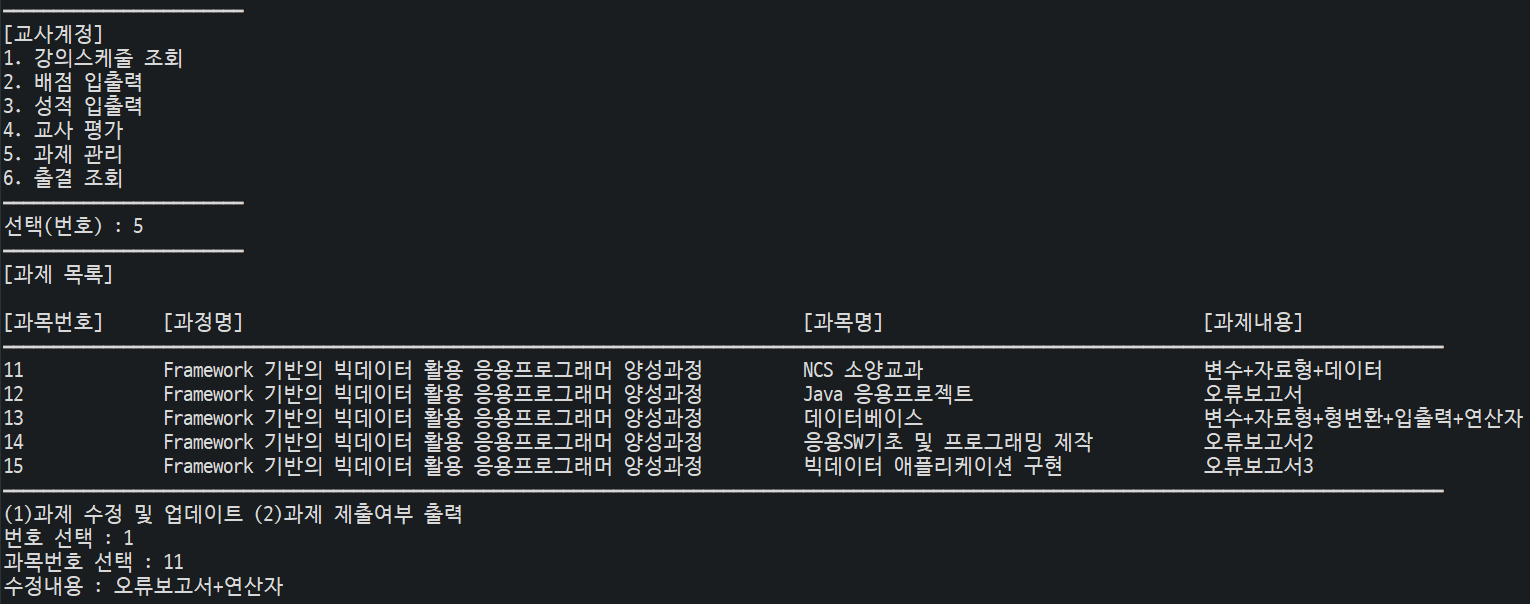 [교사계정]
1. 강의스케줄 조회
2. 배점 입출력
3. 성적 입출력
4. 교사 평가
5. 과제 관리
6. 출결 조회
선택(번호) : 5
[과제 목록]
[과목번호] [과정명] [과목명] [과제내용]
11 Framework 기반의 빅데이터 활용 응용프로그래머 양성과정 NCS 소양교과 변수+자료형+데이터
12 Framework 기반의 빅데이터 활용 응용프로그래머 양성과정 Java 응용프로젝트 오류보고서
13 Framework 기반의 빅데이터 활용 응용프로그래머 양성과정 데이터베이스 변수+자료형+형변환+입출력+연산자
14 Framework 기반의 빅데이터 활용 응용프로그래머 양성과정 응용SW기초 및 프로그래밍 제작 오류보고서2
15 Framework 기반의 빅데이터 활용 응용프로그래머 양성과정 빅데이터 애플리케이션 구현 오류보고서3
(1)과제 수정 및 업데이트 (2)과제 제출여부 출력
번호 선택 : 1
과목번호 선택 : 11
수정내용 : 오류보고서+연산자